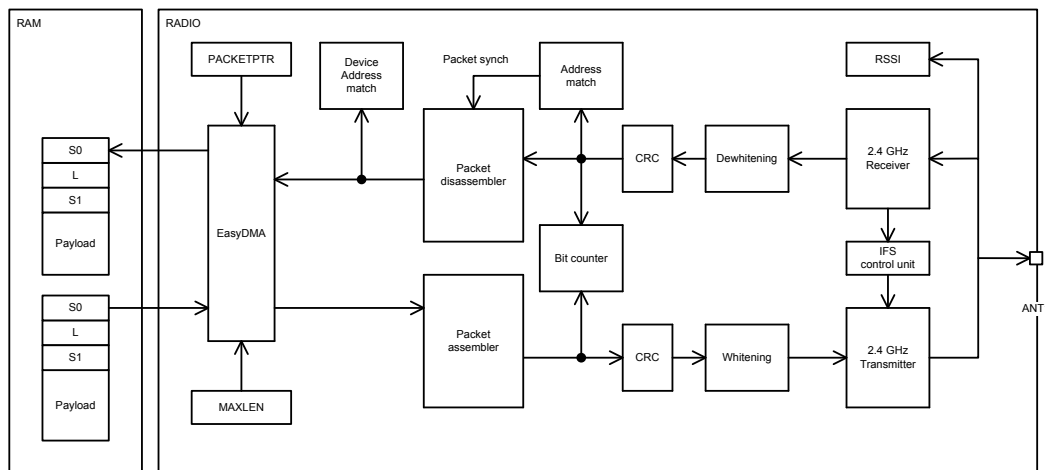 RAM
RADIO
PACKETPTR
Device
Address
match
Packet synch
Address
match
RSSI
S0
L
S1
Payload
EasyDMA
Packet
disassembler
CRC
Dewhitening
2.4 GHz
Receiver
Bit counter
IFS
control unit
ANT
S0
L
S1
Payload
Packet
assembler
CRC
Whitening
2.4 GHz
Transmitter
MAXLEN